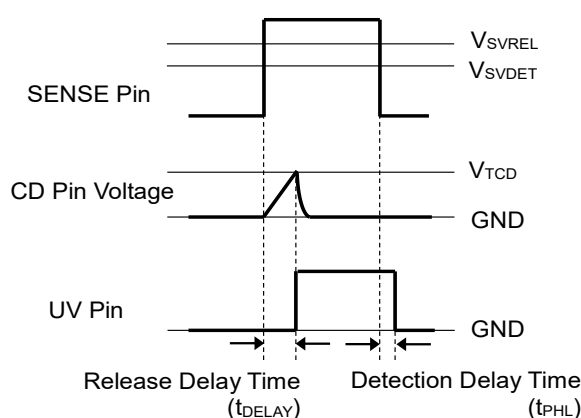 VSVREL
VSVDET
SENSE Pin
VTCD
CD Pin Voltage
GND
UV Pin
GND
Release Delay Time
(tDELAY)
Detection Delay Time
(tPHL)